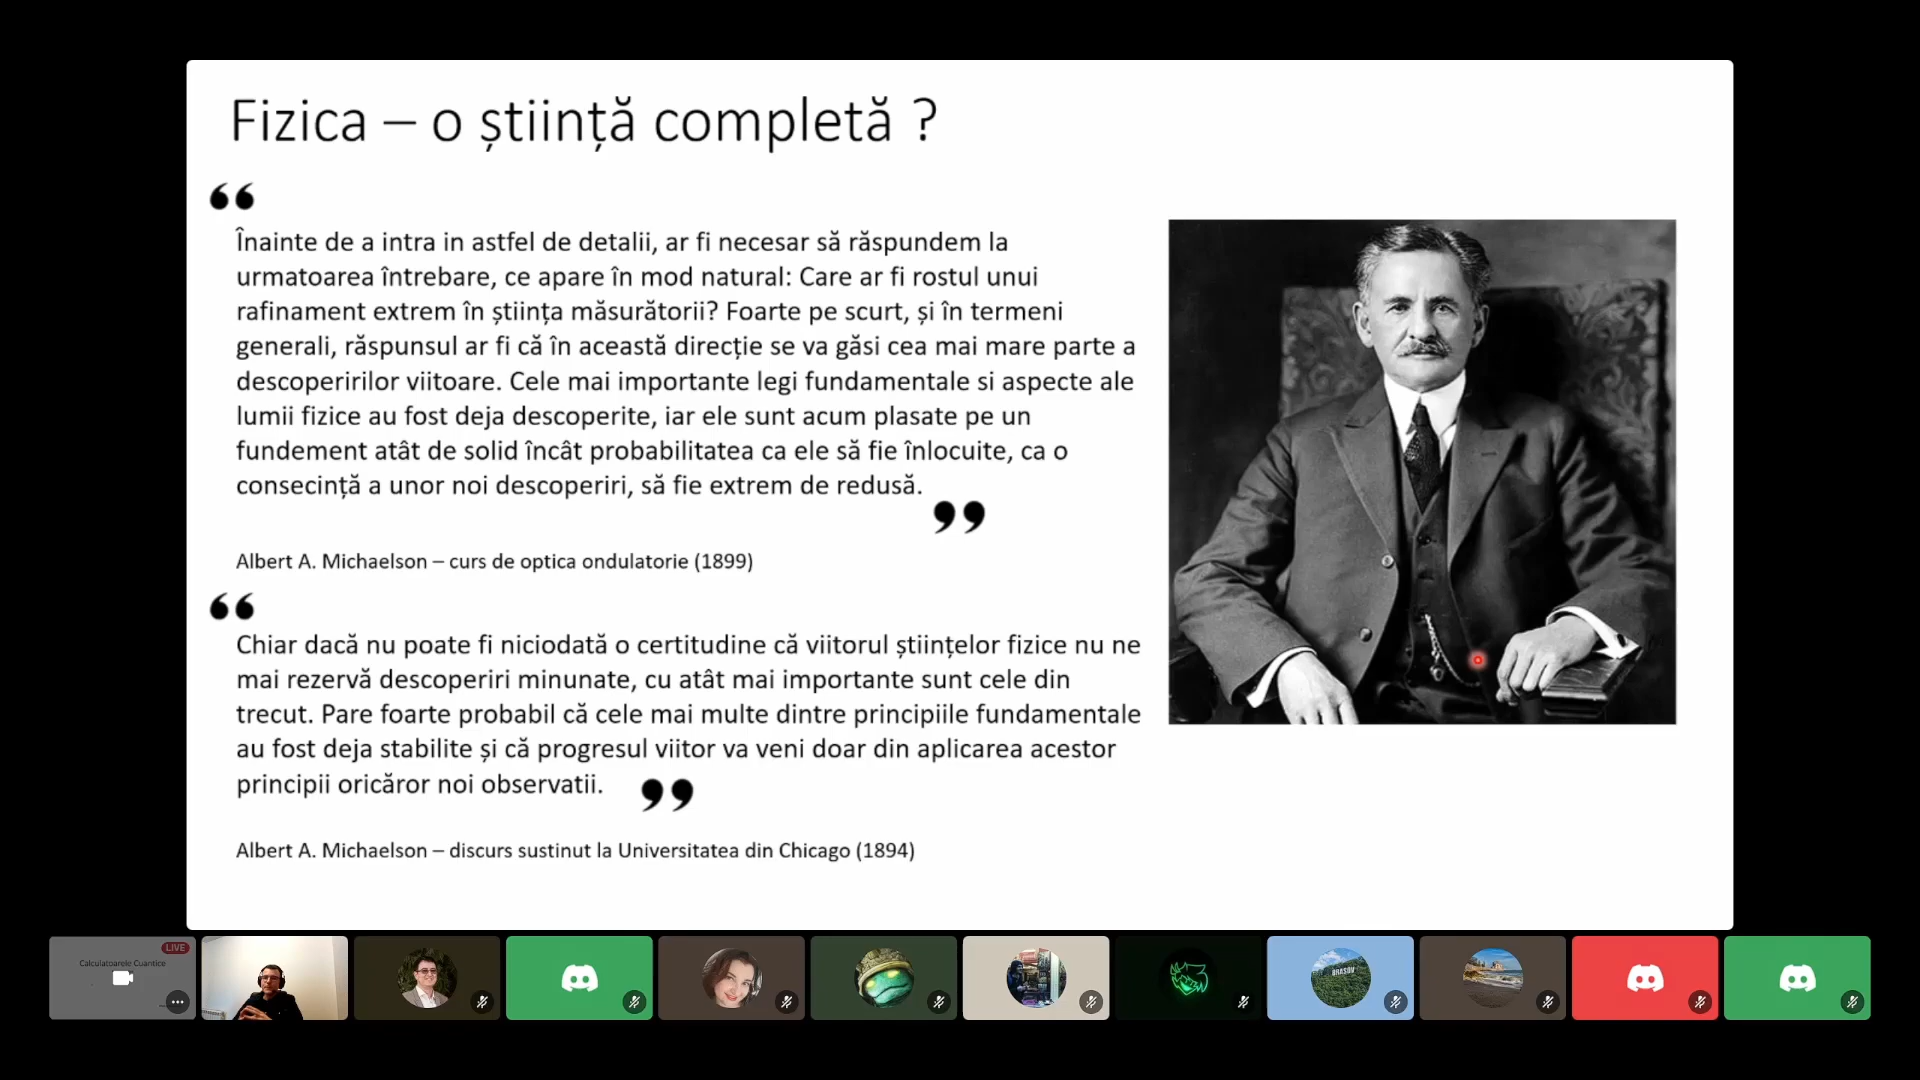 Fizica – o știință completă ?
“
Înainte de a intra in astfel de detalii, ar fi necesar să răspundem la
urmatoarea întrebare, ce apare în mod natural: Care ar fi rostul unui
rafinament extrem în știința măsurătorii? Foarte pe scurt, și în termeni
generali, răspunsul ar fi că în această direcție se va găsi cea mai mare parte a
descoperirilor viitoare. Cele mai importante legi fundamentale si aspecte ale
lumii fizice au fost deja descoperite, iar ele sunt acum plasate pe un
fundement atât de solid încât probabilitatea ca ele să fie înlocuite, ca o
consecință a unor noi descoperiri, să fie extrem de redusă.
”
Albert A. Michaelson – curs de optica ondulatorie (1899)
“
Chiar dacă nu poate fi niciodată o certitudine că viitorul științelor fizice nu ne
mai rezervă descoperiri minunate, cu atât mai importante sunt cele din
trecut. Pare foarte probabil că cele mai multe dintre principiile fundamentale
au fost deja stabilite și că progresul viitor va veni doar din aplicarea acestor
principii oricăror noi observatii.
”
Albert A. Michaelson – discurs sustinut la Universitatea din Chicago (1894)
LIVE
Calculatoarele Cuantice
BRASOV